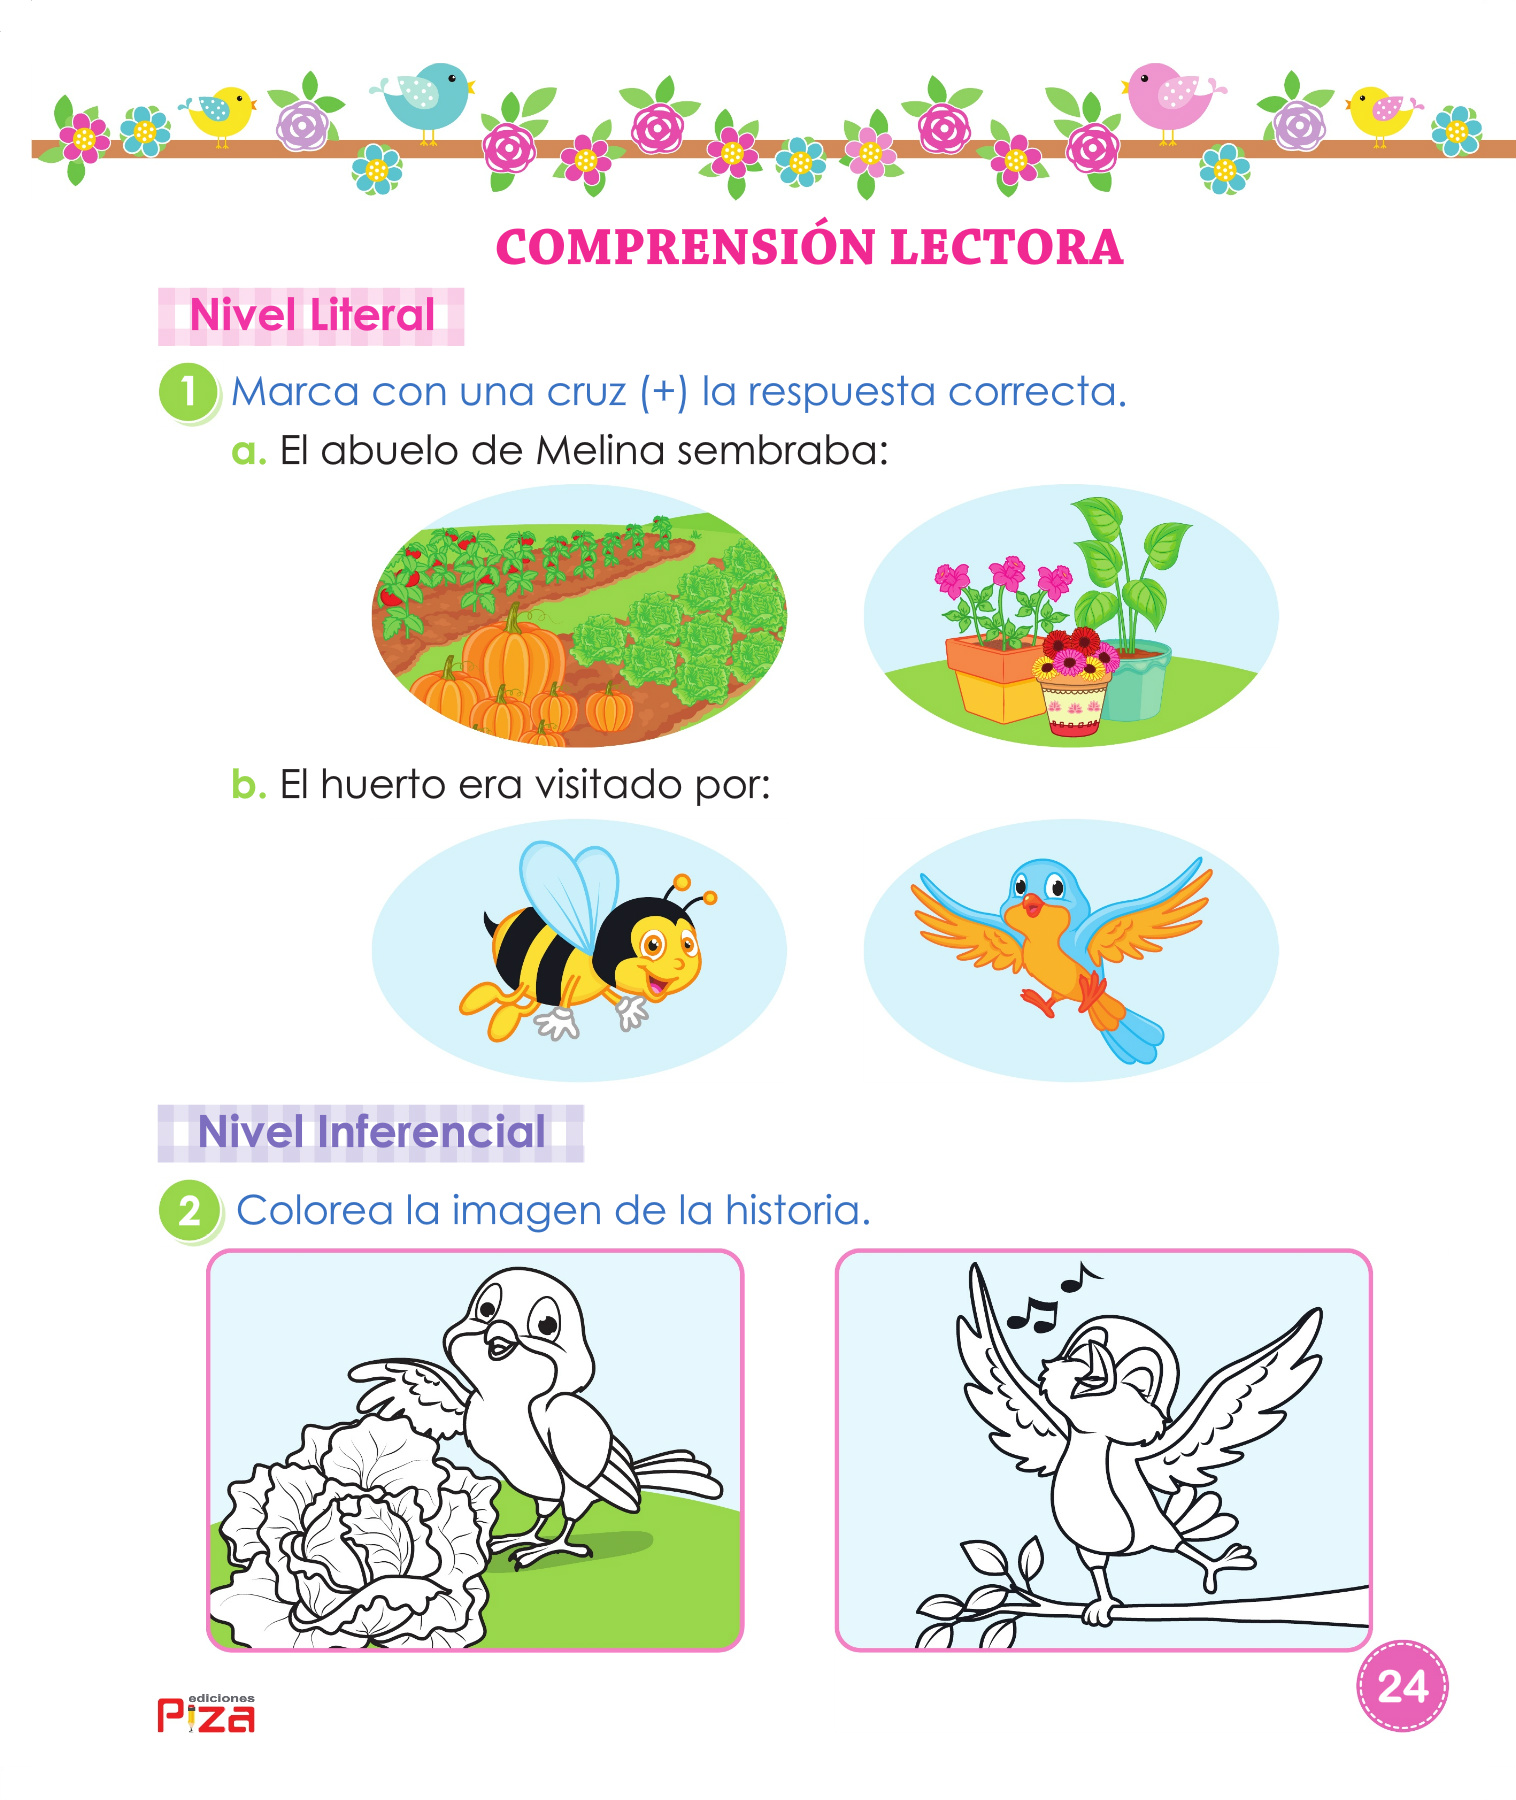 COMPRENSIÓN LECTORA
Nivel Literal
1 Marca con una cruz (+) la respuesta correcta.
a. El abuelo de Melina sembraba:
b. El huerto era visitado por:
Nivel Inferencial
2 Colorea la imagen de la historia.
24
ediciones
Piza